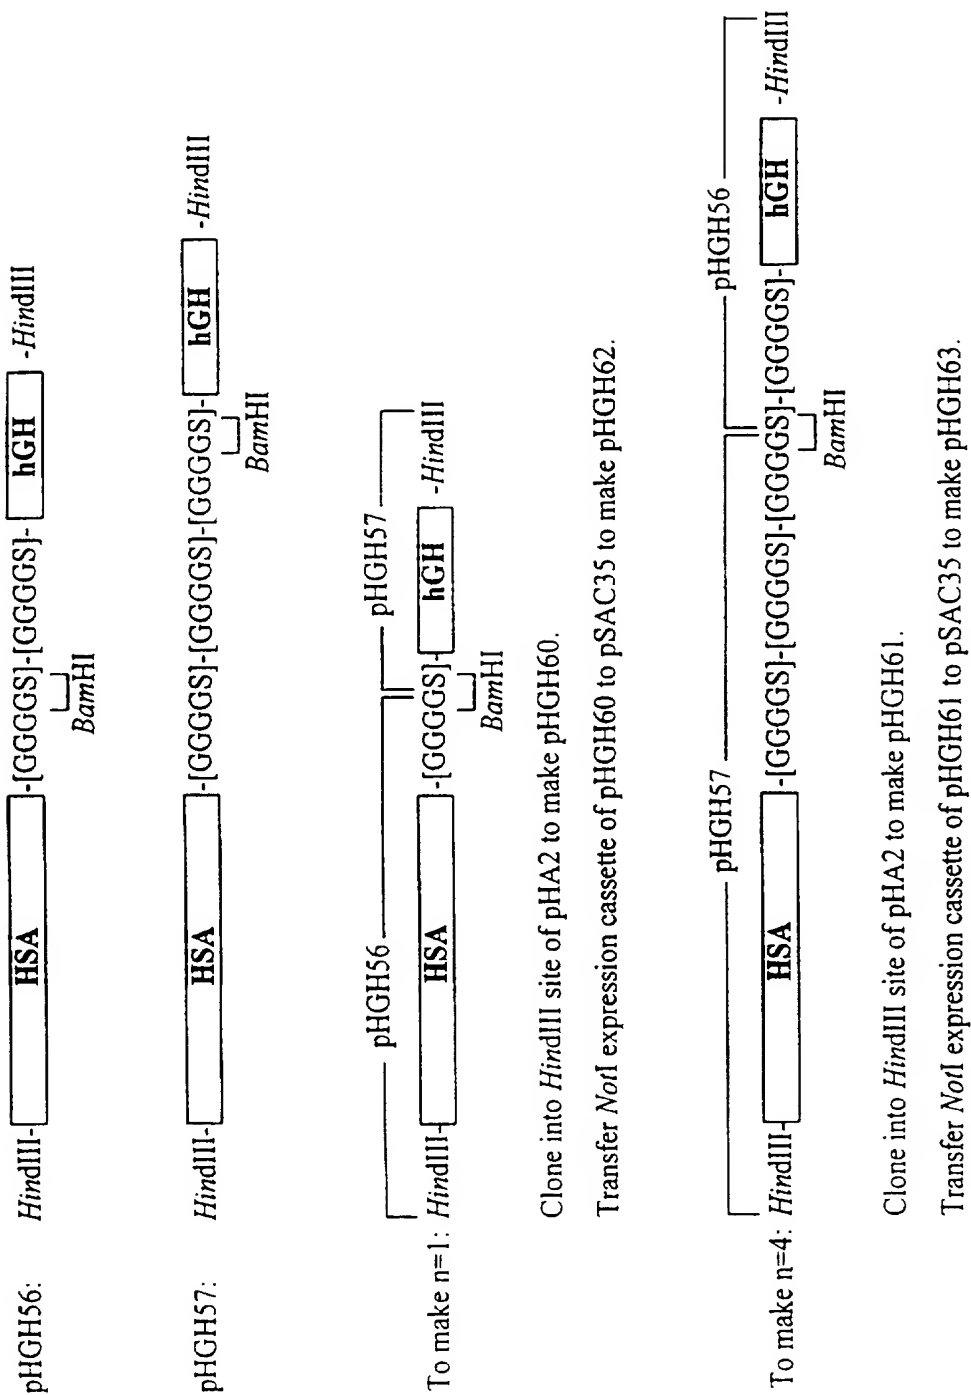 pHGH56: HindIII- HSA -[GGGGS]-[GGGGS]- hGH -HindIII
BamHI
pHGH57: HindIII- HSA -[GGGGS]-[GGGGS]-[GGGGS]- hGH -HindIII
BamHI
pHGH56 pHGH57
To make n=1: HindIII- HSA -[GGGGS]- hGH -HindIII
BamHI
Clone into HindIII site of pHA2 to make pHGH60.
Transfer NotI expression cassette of pHGH60 to pSAC35 to make pHGH62.
pHGH57 pHGH56
To make n=4: HindIII- HSA -[GGGGS]-[GGGGS]-[GGGGS]-[GGGGS]- hGH -HindIII
BamHI
Clone into HindIII site of pHA2 to make pHGH61.
Transfer NotI expression cassette of pHGH61 to pSAC35 to make pHGH63.